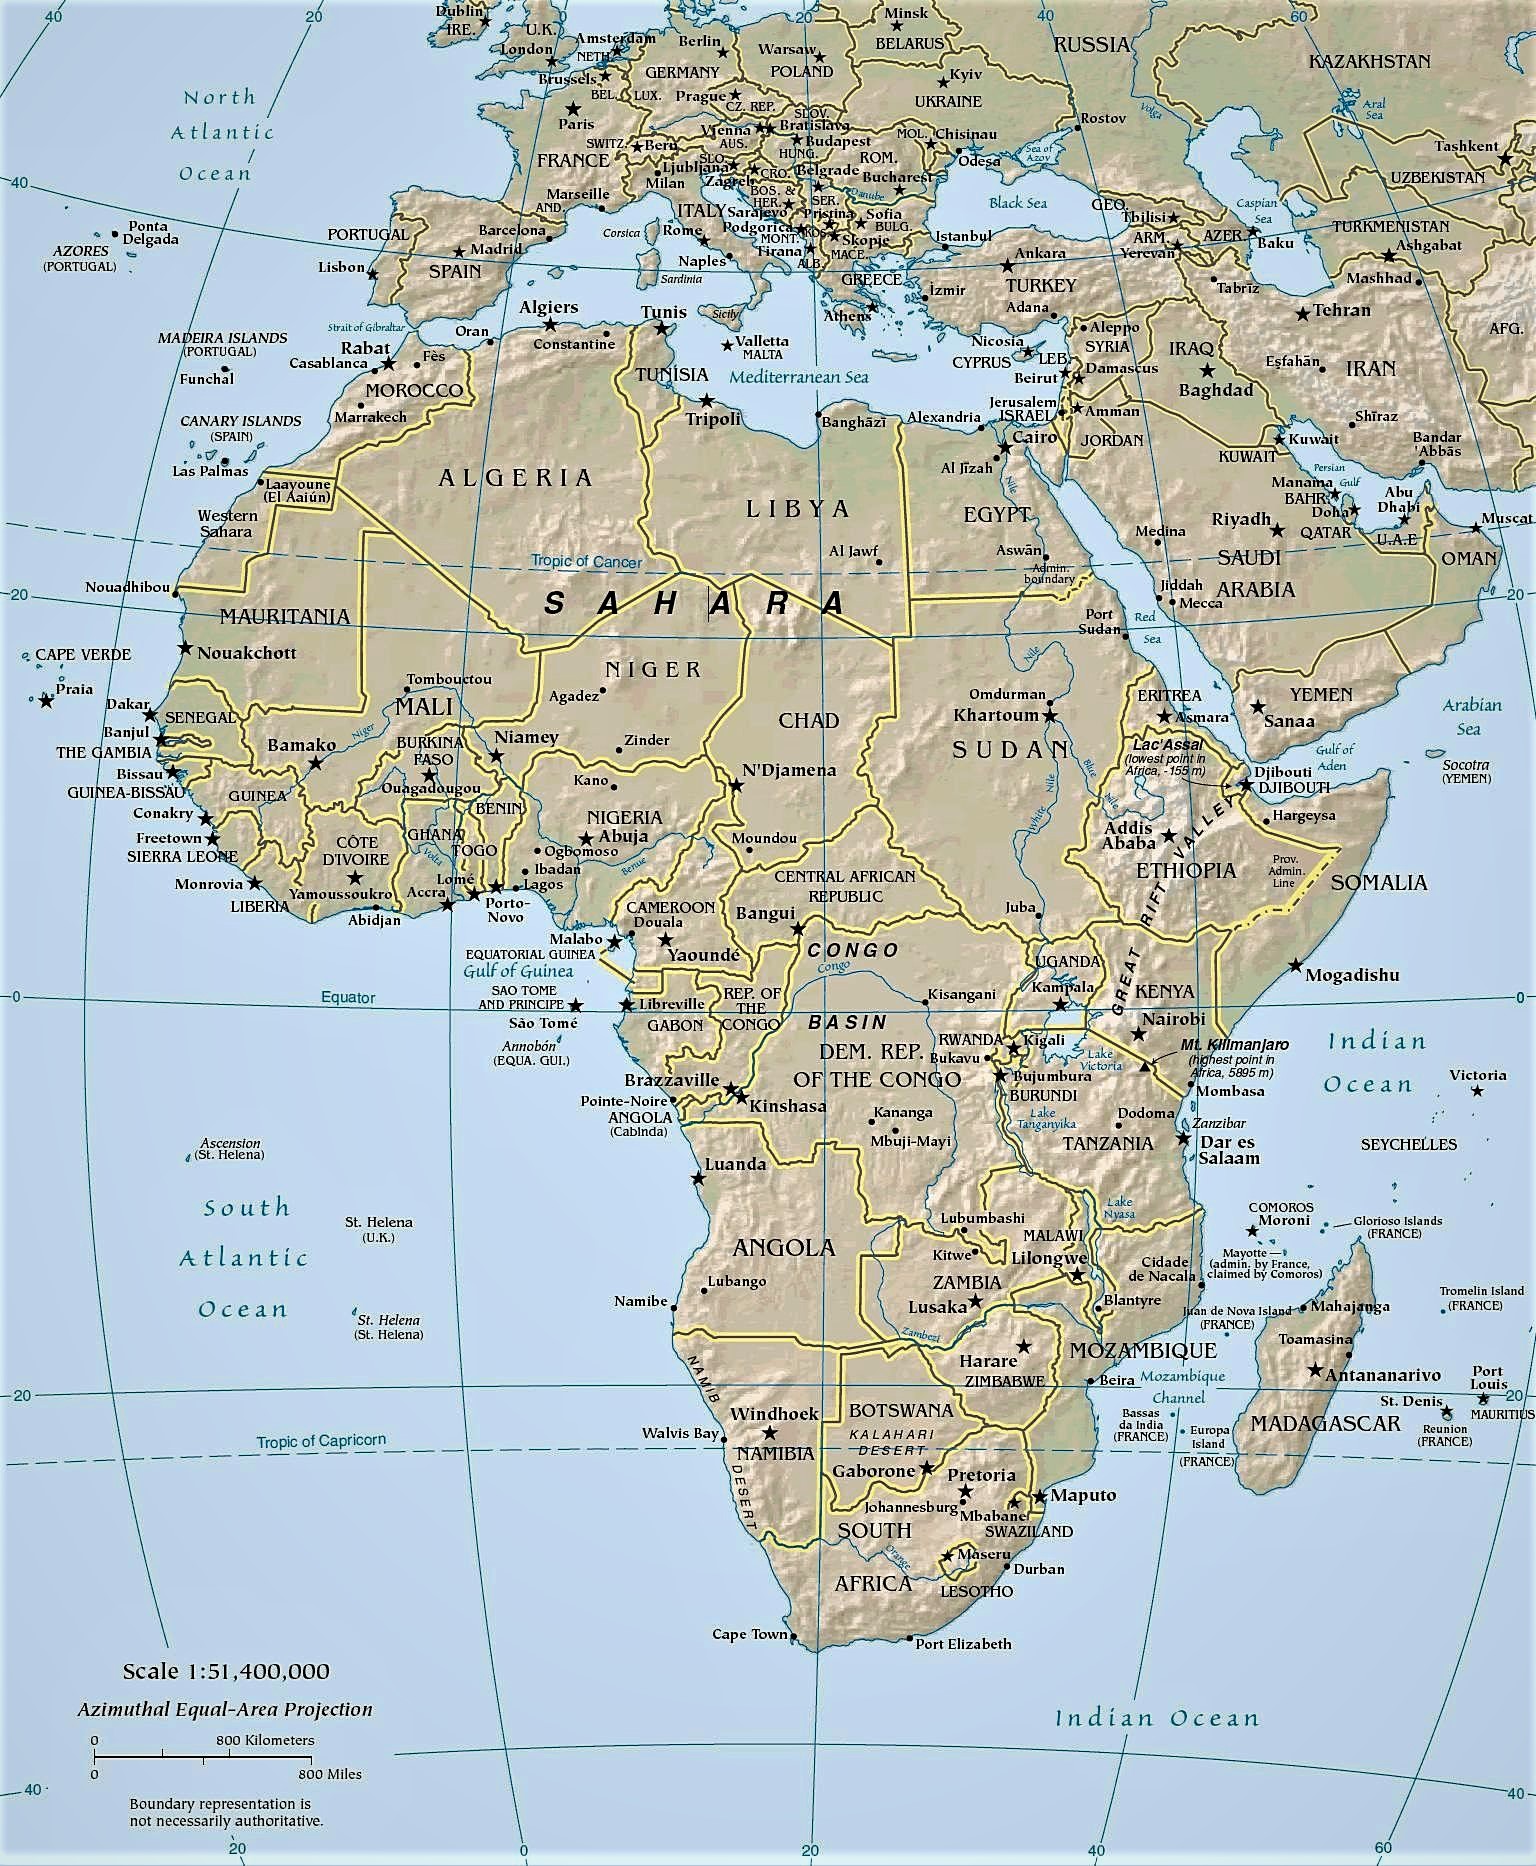 40
20
0
20
40
60
Dublin
IRE.
U.K.
London
Amsterdam
NETH.
Brussels
BEL.
LUX.
Paris
FRANCE
Berlin
GERMANY
Prague
CZ. REP.
Warsaw
POLAND
Minsk
BELARUS
RUSSIA
KAZAKHSTAN
Kyiv
UKRAINE
SLOV.
Vienna
Bratislava
AUS.
Budapest
HUNG.
SWITZ.
Bern
MOL.
Chisinau
Rostov
Volga
Aral
Sea
Ljubljana
SLO.
Zagreb
CRO.
Belgrade
ROM.
Bucharest
Odesa
Sea of
Azov
Tashkent
UZBEKISTAN
Milan
Marseille
AND.
BOS. &
HER.
SER.
Danube
Black Sea
North
Atlantic
Ocean
40
AZORES
(PORTUGAL)
Ponta
Delgada
PORTUGAL
Lisbon
Madrid
SPAIN
Barcelona
Corsica
ITALY
Rome
Sarajevo
Podgorica
MONT.
Pristina
KOS.
Sofia
BULG.
Skopje
MACE.
Tirana
ALB.
Istanbul
GEO.
Tbilisi
ARM.
Yerevan
AZER.
Baku
Caspian
Sea
TURKMENISTAN
Ashgabat
Sardinia
Naples
GREECE
Athens
İzmir
Ankara
TURKEY
Adana
Tabrīz
Mashhad
Tehran
AFG.
Strait of Gibraltar
Oran
Algiers
Constantine
Tunis
Sicily
Valletta
MALTA
Nicosia
CYPRUS
LEB.
Beirut
Aleppo
SYRIA
Damascus
IRAQ
Baghdad
Eşfahān
IRAN
MADEIRA ISLANDS
(PORTUGAL)
Funchal
Rabat
Casablanca
Fès
MOROCCO
Marrakech
TUNISIA
Mediterranean Sea
Tripoli
Banghāzī
Alexandria
Jerusalem
ISRAEL
Amman
JORDAN
Cairo
Al Jīzah
Kuwait
KUWAIT
Shīraz
Bandar
'Abbās
CANARY ISLANDS
(SPAIN)
Las Palmas
Laayoune
(El Aaiún)
Western
Sahara
ALGERIA
LIBYA
EGYPT
Nile
Persian
Gulf
Manama
BAHR.
Doha
QATAR
Abu
Dhabi
U.A.E
Muscat
OMAN
Riyadh
Medina
SAUDI
ARABIA
Jiddah
Mecca
Al Jawf
Aswān
Admin.
boundary
Tropic of Cancer
Nouadhibou
20
20
MAURITANIA
Nouakchott
SAHARA
Port
Sudan
Red
Sea
Nile
CAPE VERDE
Praia
Tombouctou
MALI
NIGER
Agadez
CHAD
Omdurman
Khartoum
SUDAN
ERITREA
Asmara
YEMEN
Sanaa
Arabian
Sea
Dakar
SENEGAL
Banjul
THE GAMBIA
Bissau
GUINEA-BISSAU
Bamako
Niger
BURKINA
FASO
Ouagadougou
Niamey
Zinder
N'Djamena
Lac'Assal
(lowest point in
Africa, -155 m)
Djibouti
DJIBOUTI
Gulf of
Aden
Socotra
(YEMEN)
GUINEA
Conakry
Freetown
SIERRA LEONE
BENIN
Kano
NIGERIA
Abuja
Blue
Nile
White
Nile
Hargeysa
Monrovia
LIBERIA
CÔTE
D'IVOIRE
Yamoussoukro
Abidjan
GHANA
Volta
TOGO
Accra
Lomé
Porto-
Novo
Ogbomoso
Ibadan
Lagos
Benue
Moundou
CENTRAL AFRICAN
REPUBLIC
Bangui
Addis
Ababa
ETHIOPIA
Prov.
Admin.
Line
SOMALIA
Juba
CAMEROON
Douala
Yaoundé
Malabo
EQUATORIAL GUINEA
Gulf of Guinea
SAO TOME
AND PRINCIPE
São Tomé
Annobón
(EQUA. GUI.)
Libreville
GABON
REP. OF
THE
CONGO
CONGO
Congo
BASIN
Kisangani
UGANDA
Kampala
GREAT RIFT VALLEY
KENYA
Nairobi
Mogadishu
0
Equator
0
DEM. REP.
OF THE CONGO
RWANDA
Kigali
Bukavu
Lake
Victoria
Bujumbura
BURUNDI
Mt. Kilimanjaro
(highest point in
Africa, 5895 m)
Mombasa
Indian
Ocean
Victoria
SEYCHELLES
Brazzaville
Pointe-Noire
Kinshasa
ANGOLA
(Cabinda)
Kananga
Mbuji-Mayi
Lake
Tanganyika
Dodoma
TANZANIA
Zanzibar
Dar es
Salaam
Ascension
(St. Helena)
Luanda
South
Atlantic
Ocean
St. Helena
(U.K.)
St. Helena
(St. Helena)
ANGOLA
Lubango
Namibe
Lubumbashi
Kitwe
ZAMBIA
Lusaka
MALAWI
Lilongwe
Lake
Nyasa
Cidade
de Nacala
Blantyre
COMOROS
Moroni
Glorioso Islands
(FRANCE)
Mayotte
(admin. by France,
claimed by Comoros)
Tromelin Island
(FRANCE)
Juan de Nova Island
(FRANCE)
Mahajanga
Toamasina
Antananarivo
MADAGASCAR
Port
Louis
MAURITIUS
St. Denis
Reunion
(FRANCE)
Zambezi
Harare
ZIMBABWE
MOZAMBIQUE
Beira
Mozambique
Channel
Bassas
da India
(FRANCE)
Europa
Island
(FRANCE)
20
20
NAMIB
DESERT
Windhoek
NAMIBIA
Walvis Bay
BOTSWANA
KALAHARI
DESERT
Gaborone
Tropic of Capricorn
Pretoria
Johannesburg
Maputo
Mbabane
SWAZILAND
SOUTH
AFRICA
Orange
Maseru
LESOTHO
Durban
Cape Town
Port Elizabeth
Indian Ocean
Scale 1:51,400,000
Azimuthal Equal-Area Projection
0
800 Kilometers
0
800 Miles
Boundary representation is
not necessarily authoritative.
40
40
20
0
20
40
60